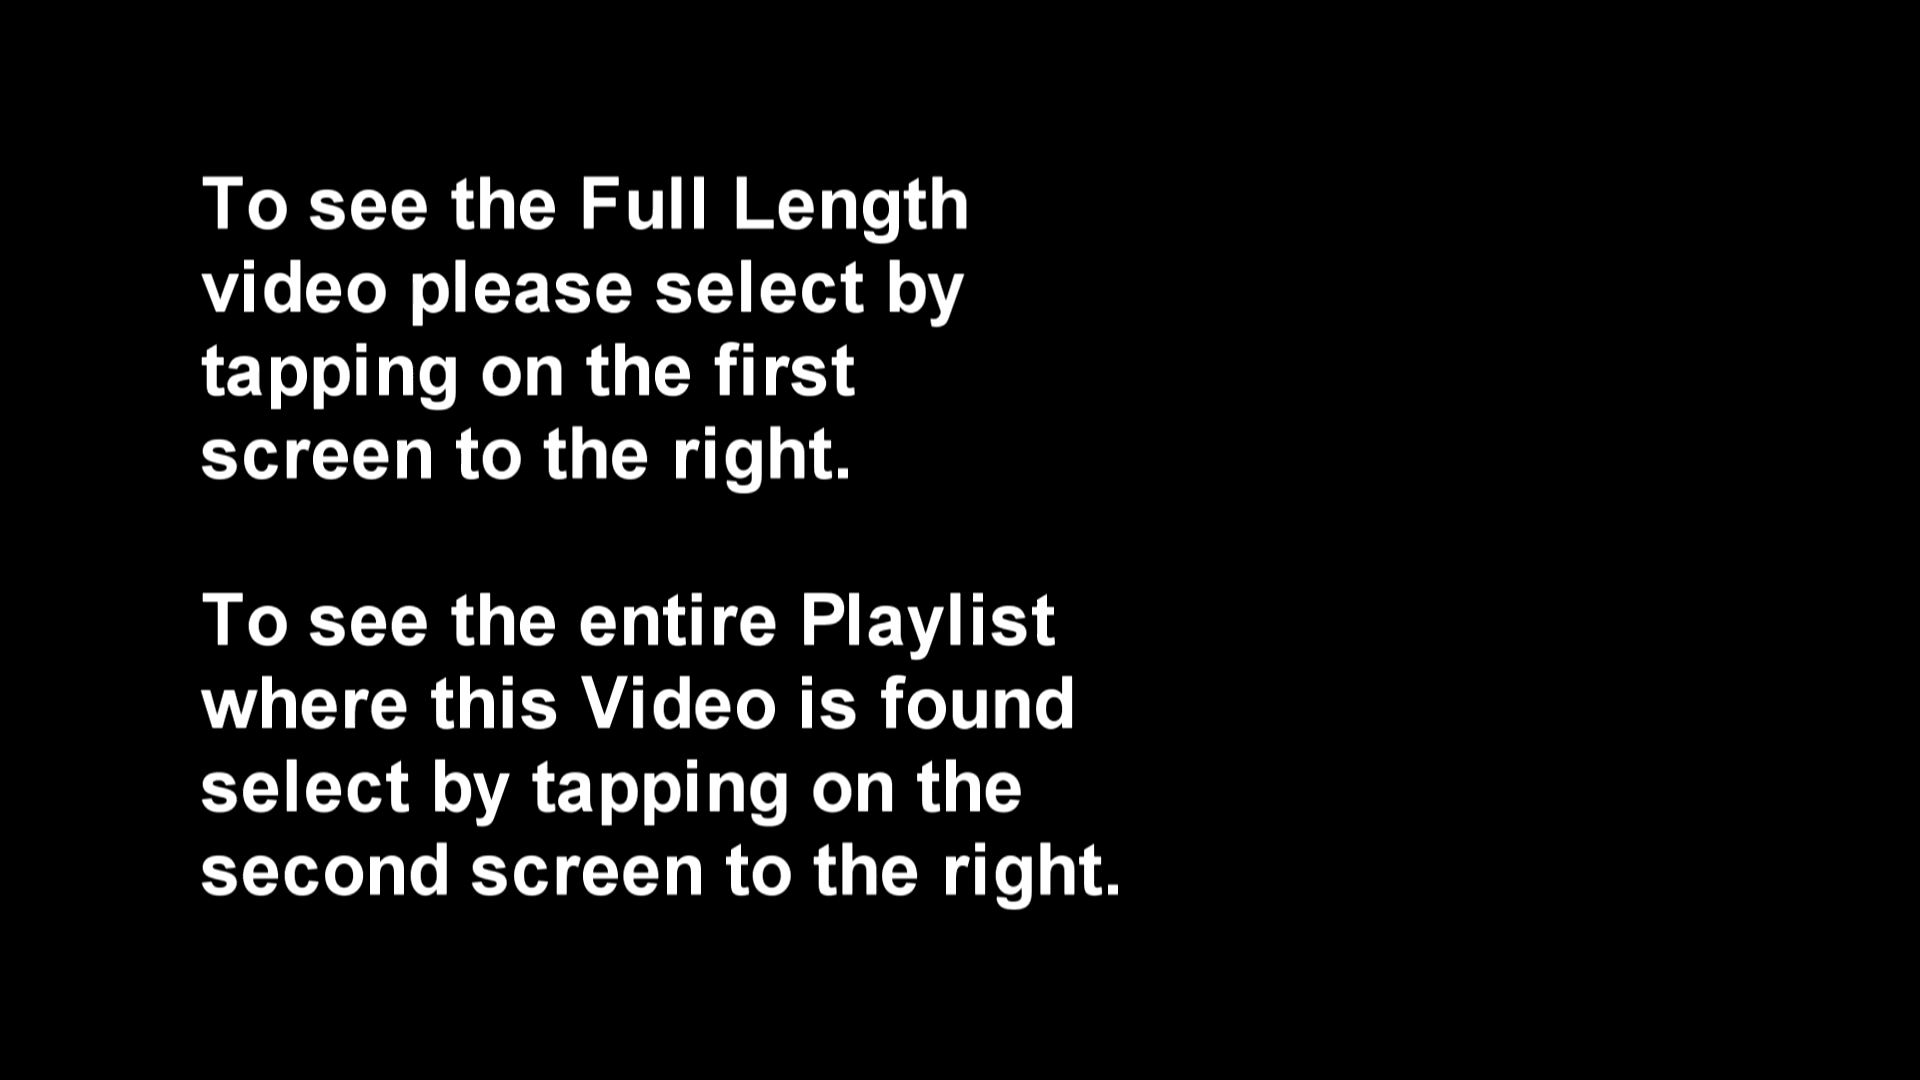 To see the Full Length
video please select by
tapping on the first
screen to the right.
To see the entire Playlist
where this Video is found
select by tapping on the
second screen to the right.